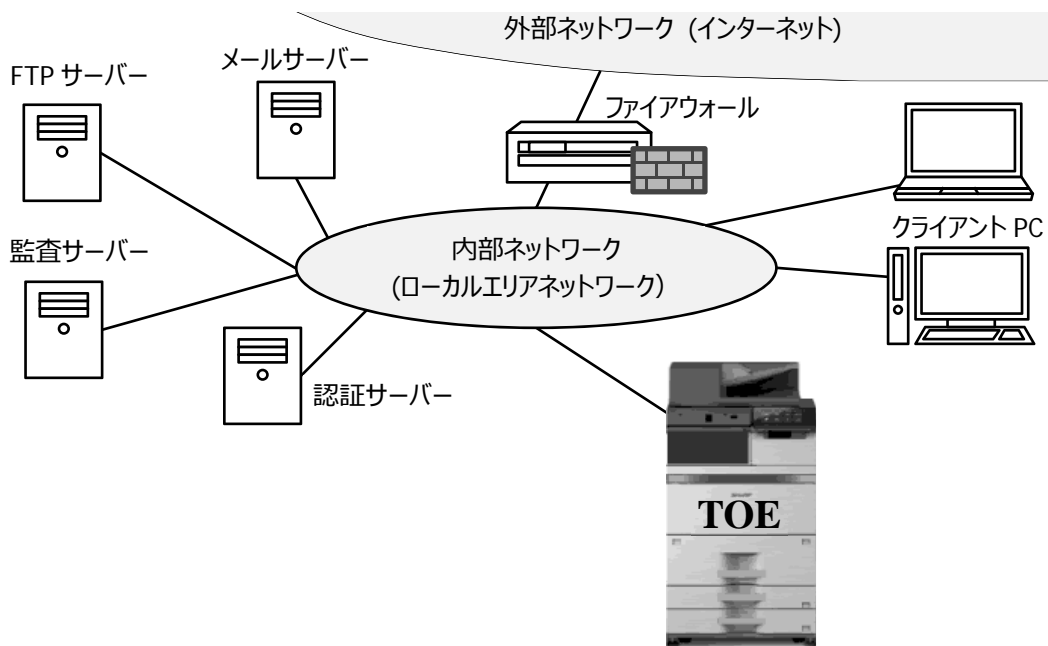 外部ネットワーク (インターネット)
メールサーバー
FTP サーバー
ファイアウォール
監査サーバー
内部ネットワーク
(ローカルエリアネットワーク)
クライアント PC
認証サーバー
TOE